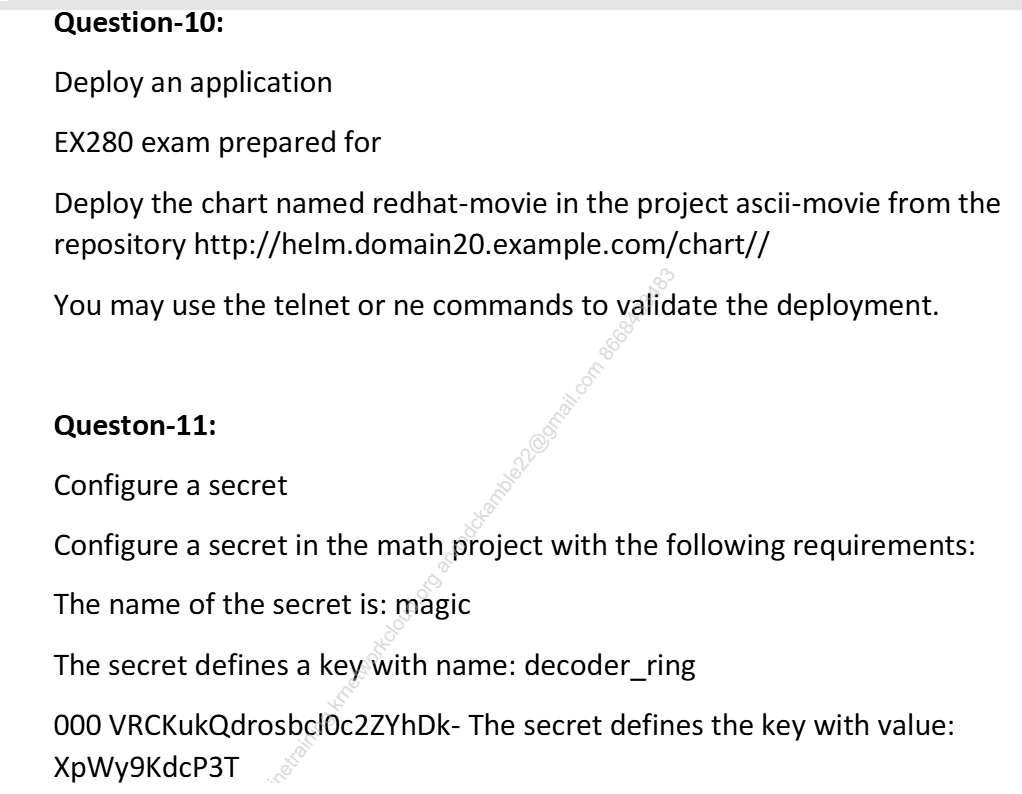 Question-10:
Deploy an application
EX280 exam prepared for
Deploy the chart named redhat-movie in the project ascii-movie from the
repository http://helm.domain20.example.com/chart//
You may use the telnet or ne commands to validate the deployment.
Queston-11:
Configure a secret
Configure a secret in the math project with the following requirements:
The name of the secret is: magic
The secret defines a key with name: decoder_ring
000 VRCKukQdrosbcl0c2ZYhDk- The secret defines the key with value:
XpWy9KdcP3T